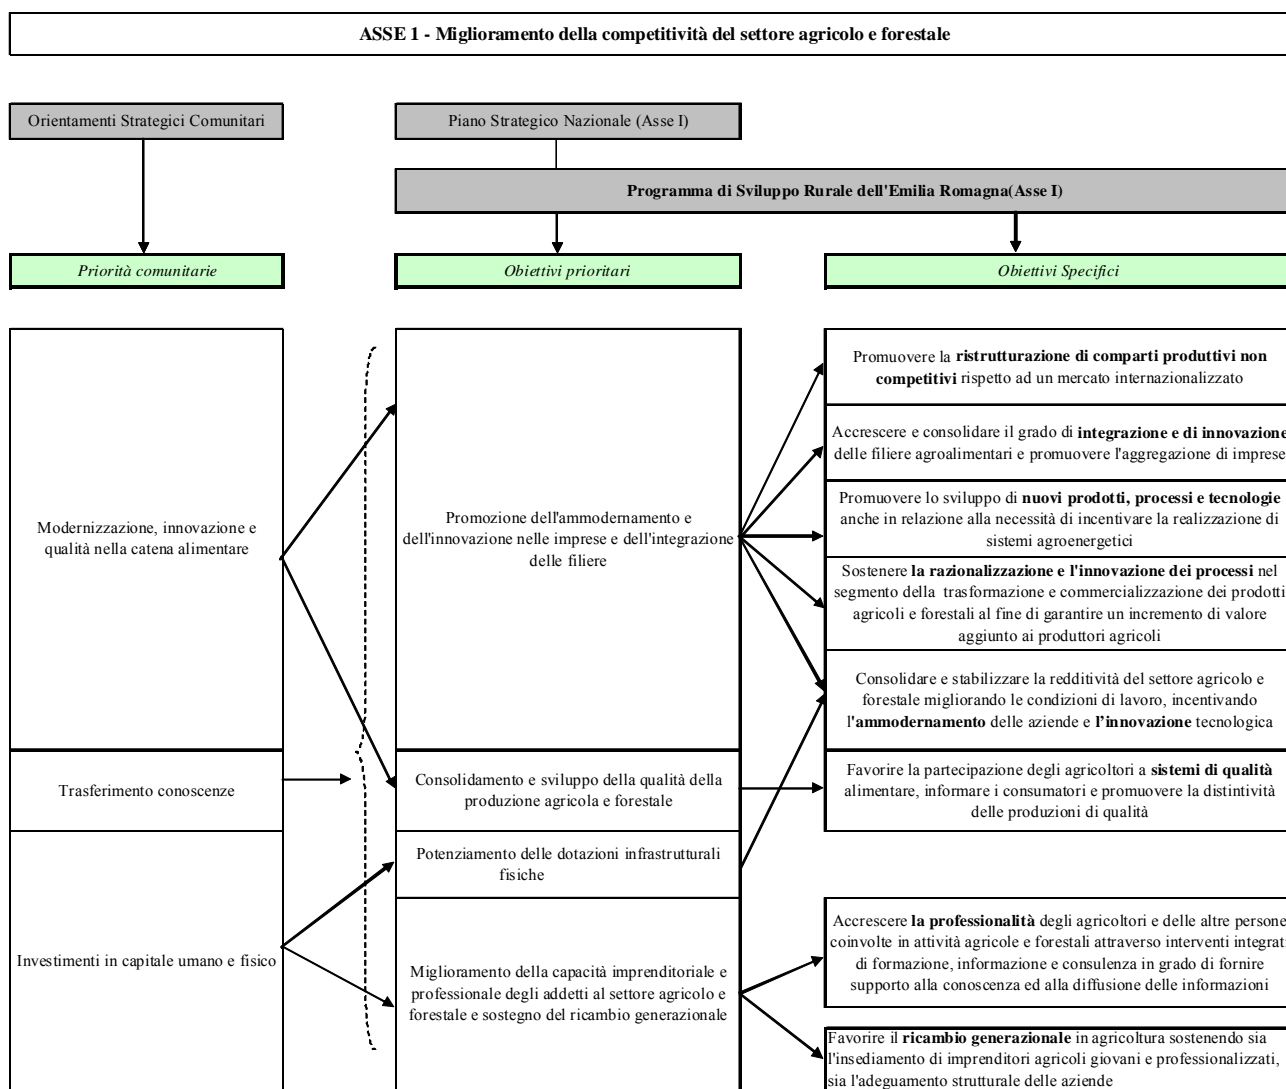 ASSE 1 - Miglioramento della competitività del settore agricolo e forestale
Orientamenti Strategici Comunitari
Piano Strategico Nazionale (Asse I)
Programma di Sviluppo Rurale dell'Emilia Romagna(Asse I)
Priorità comunitarie
Obiettivi prioritari
Obiettivi Specifici
Modernizzazione, innovazione e
qualità nella catena alimentare
Trasferimento conoscenze
Investimenti in capitale umano e fisico
Promozione dell'ammodernamento e
dell'innovazione nelle imprese e dell'integrazione
delle filiere
Consolidamento e sviluppo della qualità della
produzione agricola e forestale
Potenziamento delle dotazioni infrastrutturali
fisiche
Miglioramento della capacità imprenditoriale e
professionale degli addetti al settore agricolo e
forestale e sostegno del ricambio generazionale
Promuovere la ristrutturazione di comparti produttivi non
competitivi rispetto ad un mercato internazionalizzato
Accrescere e consolidare il grado di integrazione e di innovazione
delle filiere agroalimentari e promuovere l'aggregazione di imprese
Promuovere lo sviluppo di nuovi prodotti, processi e tecnologie
anche in relazione alla necessità di incentivare la realizzazione di
sistemi agroenergetici
Sostenere la razionalizzazione e l'innovazione dei processi nel
segmento della trasformazione e commercializzazione dei prodotti
agricoli e forestali al fine di garantire un incremento di valore
aggiunto ai produttori agricoli
Consolidare e stabilizzare la redditività del settore agricolo e
forestale migliorando le condizioni di lavoro, incentivando
l'ammodernamento delle aziende e l’innovazione tecnologica
Favorire la partecipazione degli agricoltori a sistemi di qualità
alimentare, informare i consumatori e promuovere la distintività
delle produzioni di qualità
Accrescere la professionalità degli agricoltori e delle altre persone
coinvolte in attività agricole e forestali attraverso interventi integrati
di formazione, informazione e consulenza in grado di fornire
supporto alla conoscenza ed alla diffusione delle informazioni
Favorire il ricambio generazionale in agricoltura sostenendo sia
l'insediamento di imprenditori agricoli giovani e professionalizzati,
sia l'adeguamento strutturale delle aziende